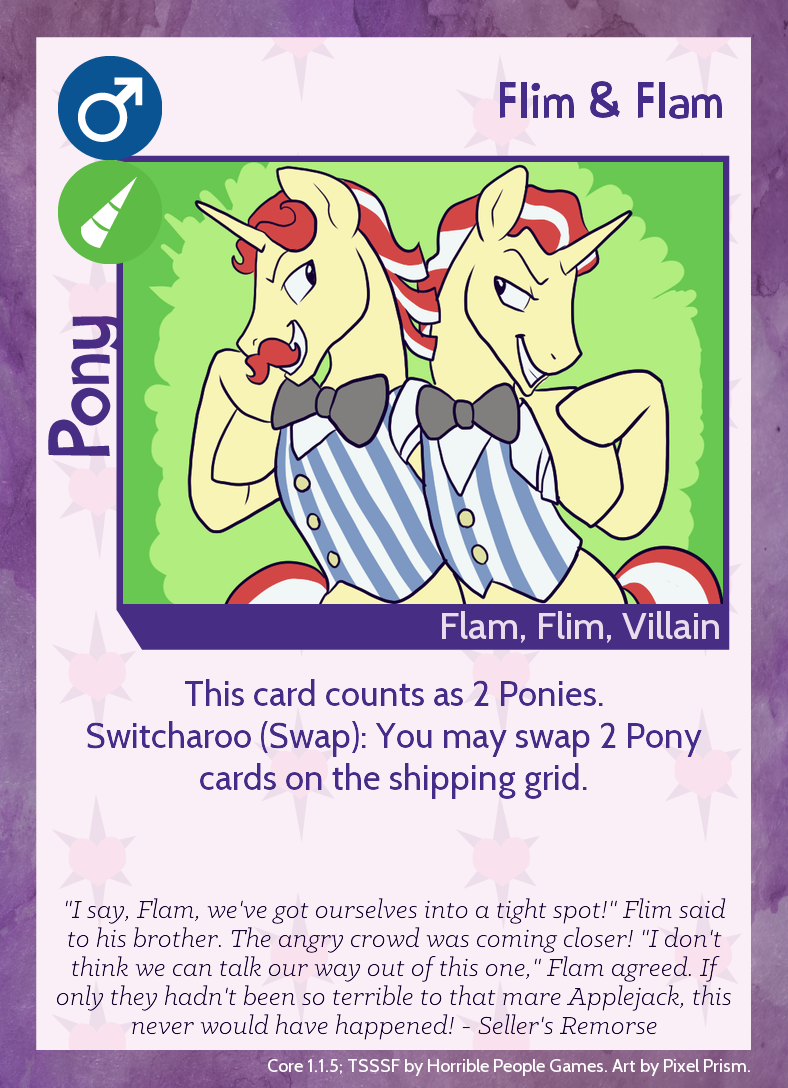 Flim & Flam
Pony
Flam, Flim, Villain
This card counts as 2 Ponies.
Switcharoo (Swap): You may swap 2 Pony
cards on the shipping grid.
"I say, Flam, we've got ourselves into a tight spot!" Flim said
to his brother. The angry crowd was coming closer! "I don't
think we can talk our way out of this one," Flam agreed. If
only they hadn't been so terrible to that mare Applejack, this
never would have happened! - Seller's Remorse
Core 1.1.5; TSSSF by Horrible People Games. Art by Pixel Prism.